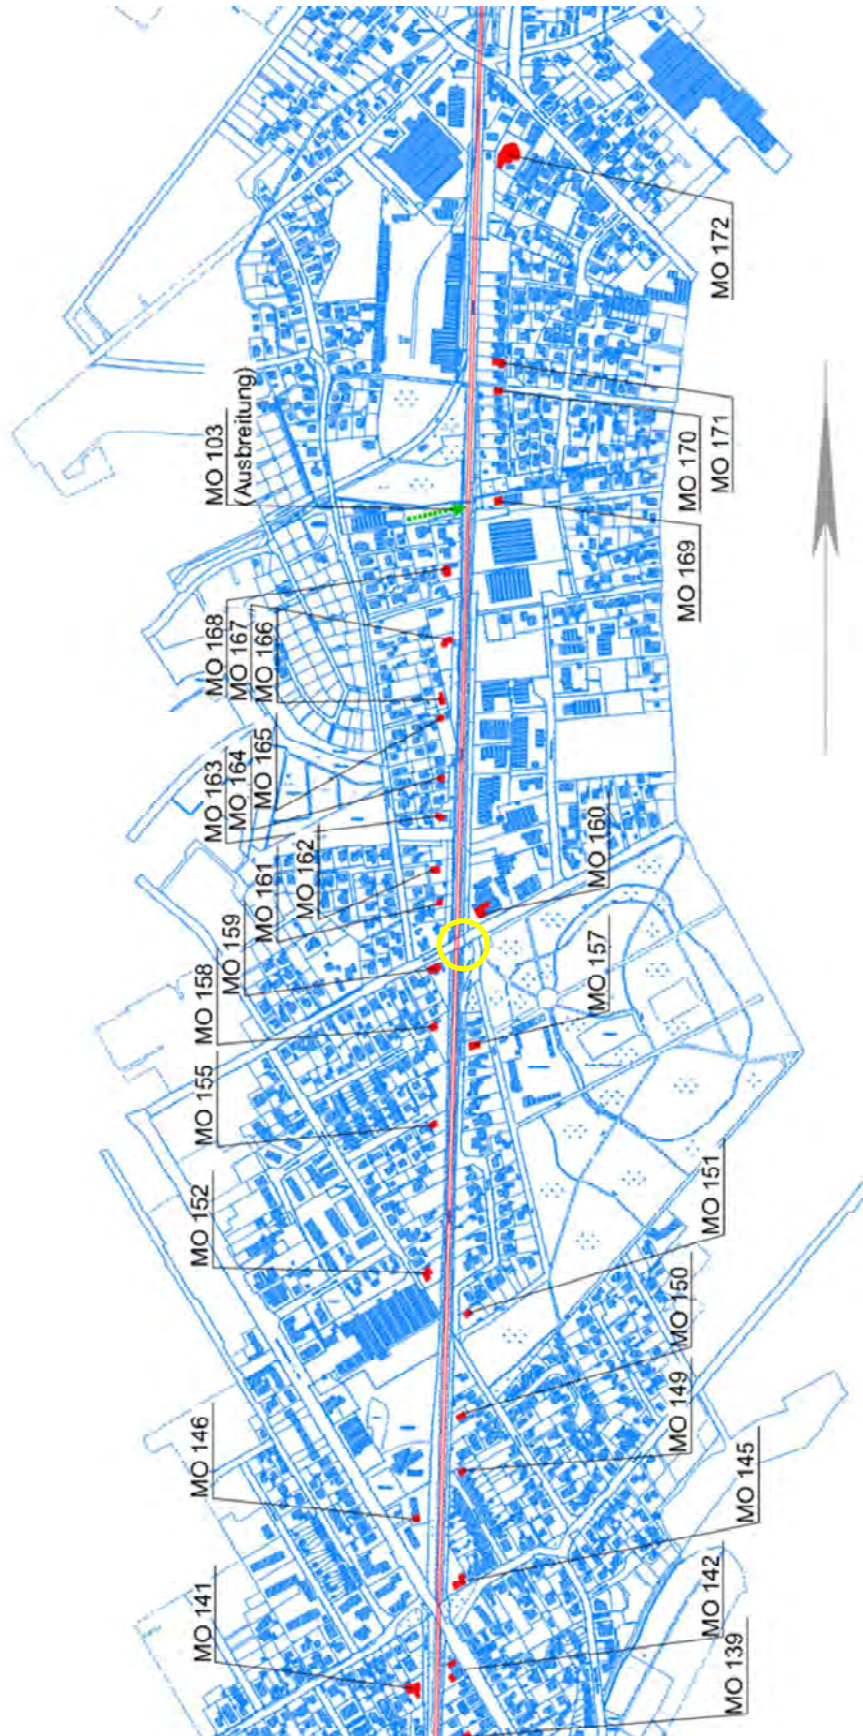 MO 172
MO 103
(Ausbreitung)
MO 170
MO 171
MO 169
MO 168
MO 167
MO 166
MO 163
MO 164
MO 165
MO 160
MO 161
MO 162
MO 159
MO 158
MO 157
MO 155
MO 152
MO 151
MO 150
MO 149
MO 146
MO 145
MO 142
MO 141
MO 139